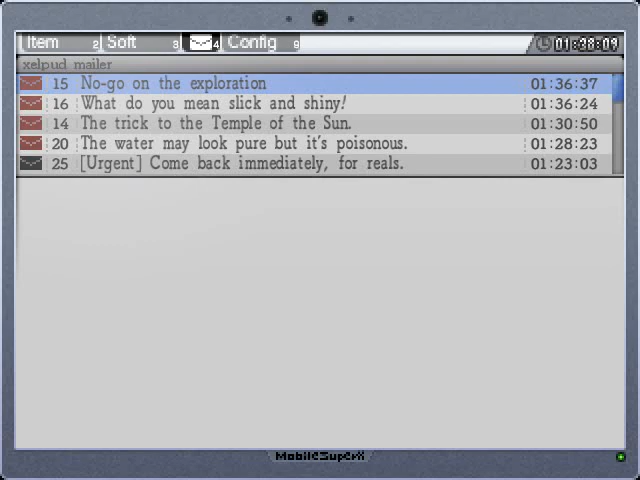 Item 2 Soft 3 4 Config 9 01:38:09
xelpud mailer
15 No-go on the exploration 01:36:37
16 What do you mean slick and shiny! 01:36:24
14 The trick to the Temple of the Sun. 01:30:50
20 The water may look pure but it's poisonous. 01:28:23
25 [Urgent] Come back immediately, for reals. 01:23:03
MobileSuperX